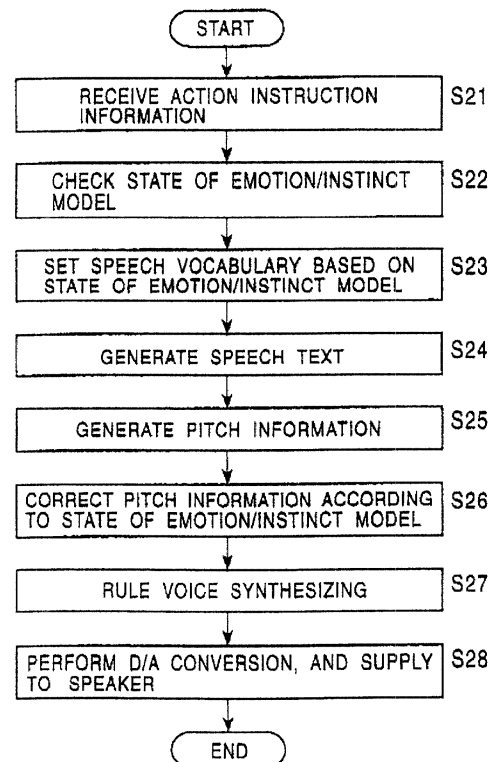 START
RECEIVE ACTION INSTRUCTION
INFORMATION
S21
CHECK STATE OF EMOTION/INSTINCT
MODEL
S22
SET SPEECH VOCABULARY BASED ON
STATE OF EMOTION/INSTINCT MODEL
S23
GENERATE SPEECH TEXT
S24
GENERATE PITCH INFORMATION
S25
CORRECT PITCH INFORMATION ACCORDING
TO STATE OF EMOTION/INSTINCT MODEL
S26
RULE VOICE SYNTHESIZING
S27
PERFORM D/A CONVERSION, AND SUPPLY
TO SPEAKER
S28
END